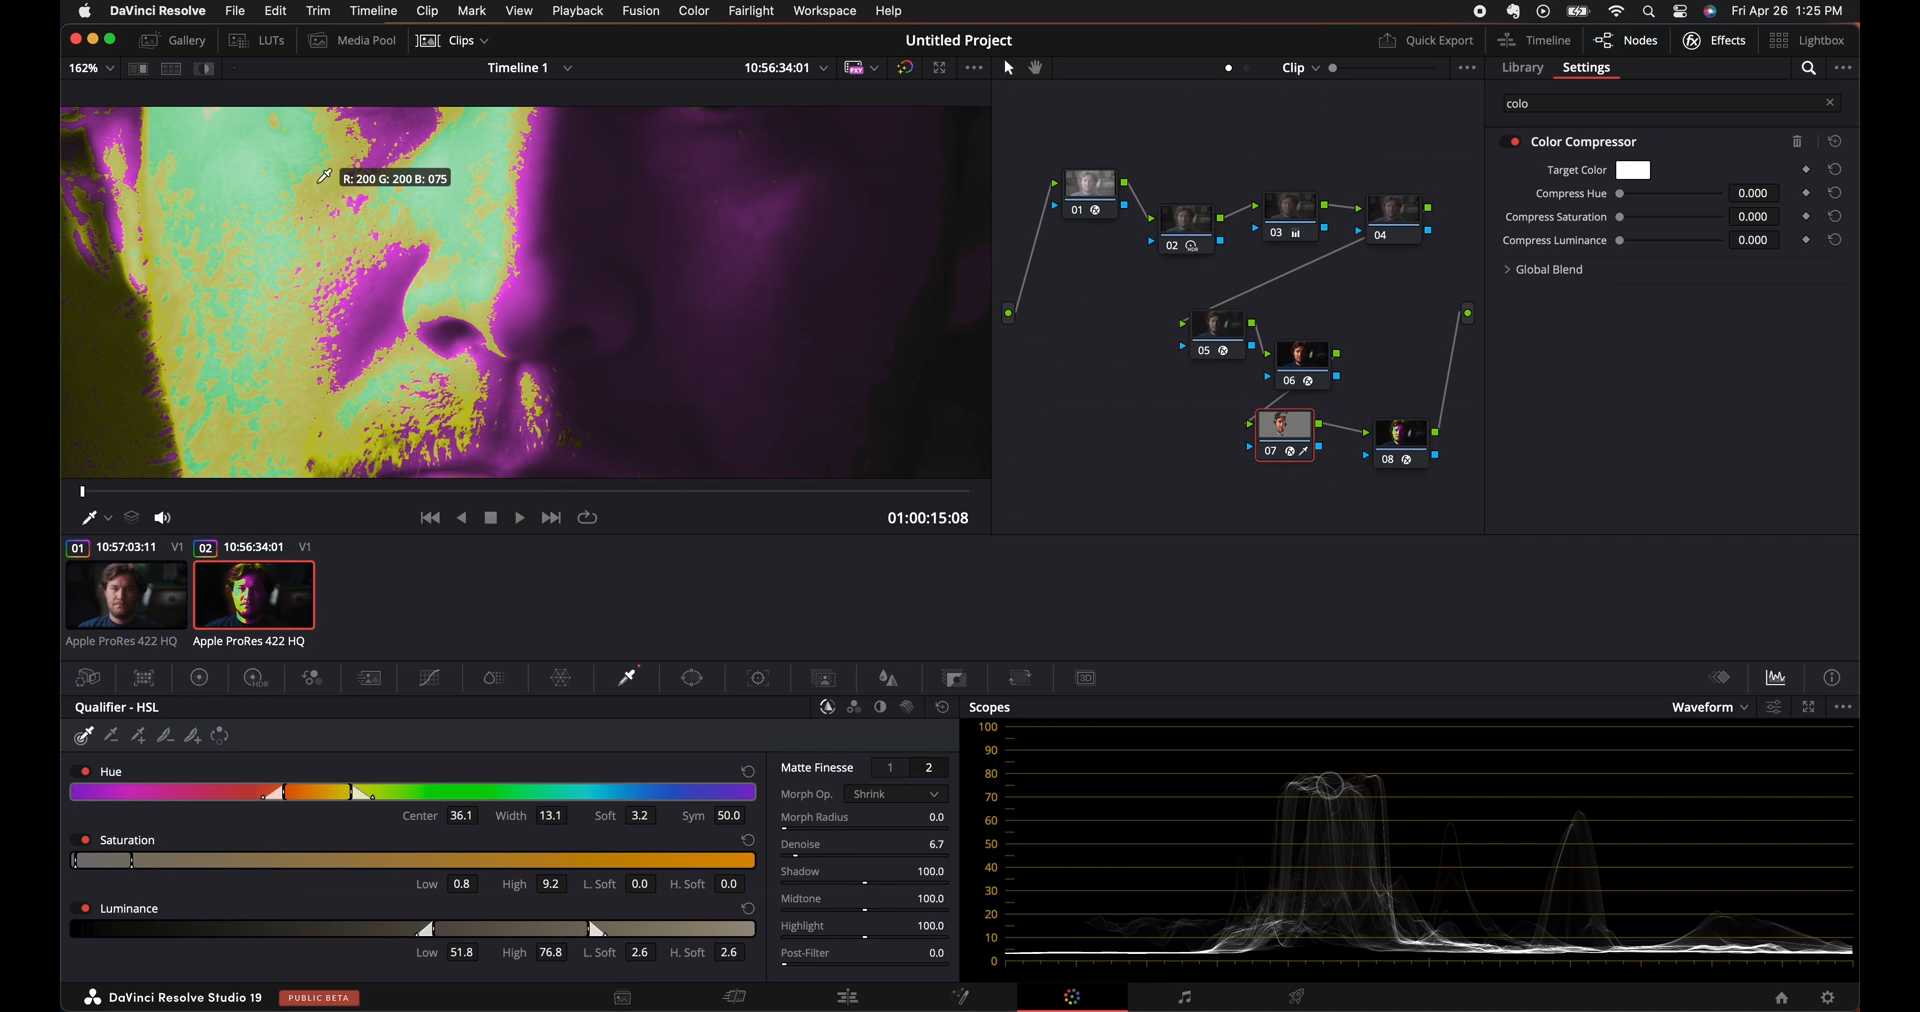 DaVinci Resolve File Edit Trim Timeline Clip Mark View Playback Fusion Color Fairlight Workspace Help Fri Apr 26 1:25 PM
Gallery LUTs Media Pool Clips Untitled Project Quick Export Timeline Nodes Effects Lightbox
162% Timeline 1 10:56:34:01 Clip Library Settings
colo
Color Compressor
Target Color
Compress Hue 0.000
Compress Saturation 0.000
Compress Luminance 0.000
Global Blend
R: 200 G: 200 B: 075
01
02 HDR
03
04
05
06
07
08
01:00:15:08
01 10:57:03:11 V1 02 10:56:34:01 V1
Apple ProRes 422 HQ Apple ProRes 422 HQ
HDR 3D
Qualifier - HSL
Hue
Center 36.1 Width 13.1 Soft 3.2 Sym 50.0
Saturation
Low 0.8 High 9.2 L. Soft 0.0 H. Soft 0.0
Luminance
Low 51.8 High 76.8 L. Soft 2.6 H. Soft 2.6
Matte Finesse 1 2
Morph Op. Shrink
Morph Radius 0.0
Denoise 6.7
Shadow 100.0
Midtone 100.0
Highlight 100.0
Post-Filter 0.0
Scopes Waveform
100
90
80
70
60
50
40
30
20
10
0
DaVinci Resolve Studio 19 PUBLIC BETA